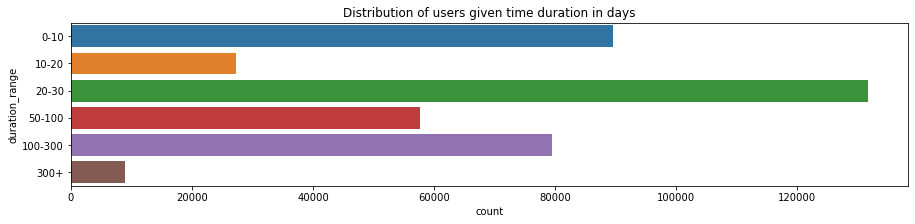 Distribution of users given time duration in days
duration_range
0-10
10-20
20-30
50-100
100-300
300+
0 20000 40000 60000 80000 100000 120000
count